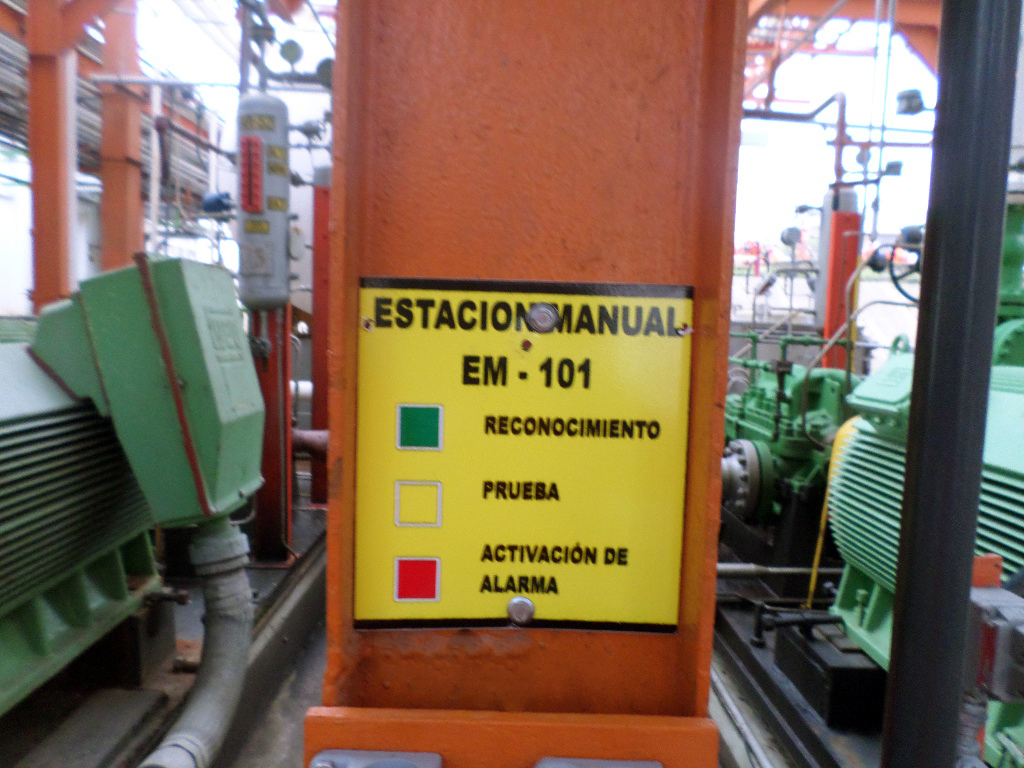 ESTACION MANUAL
EM - 101
RECONOCIMIENTO
PRUEBA
ACTIVACIÓN DE
ALARMA